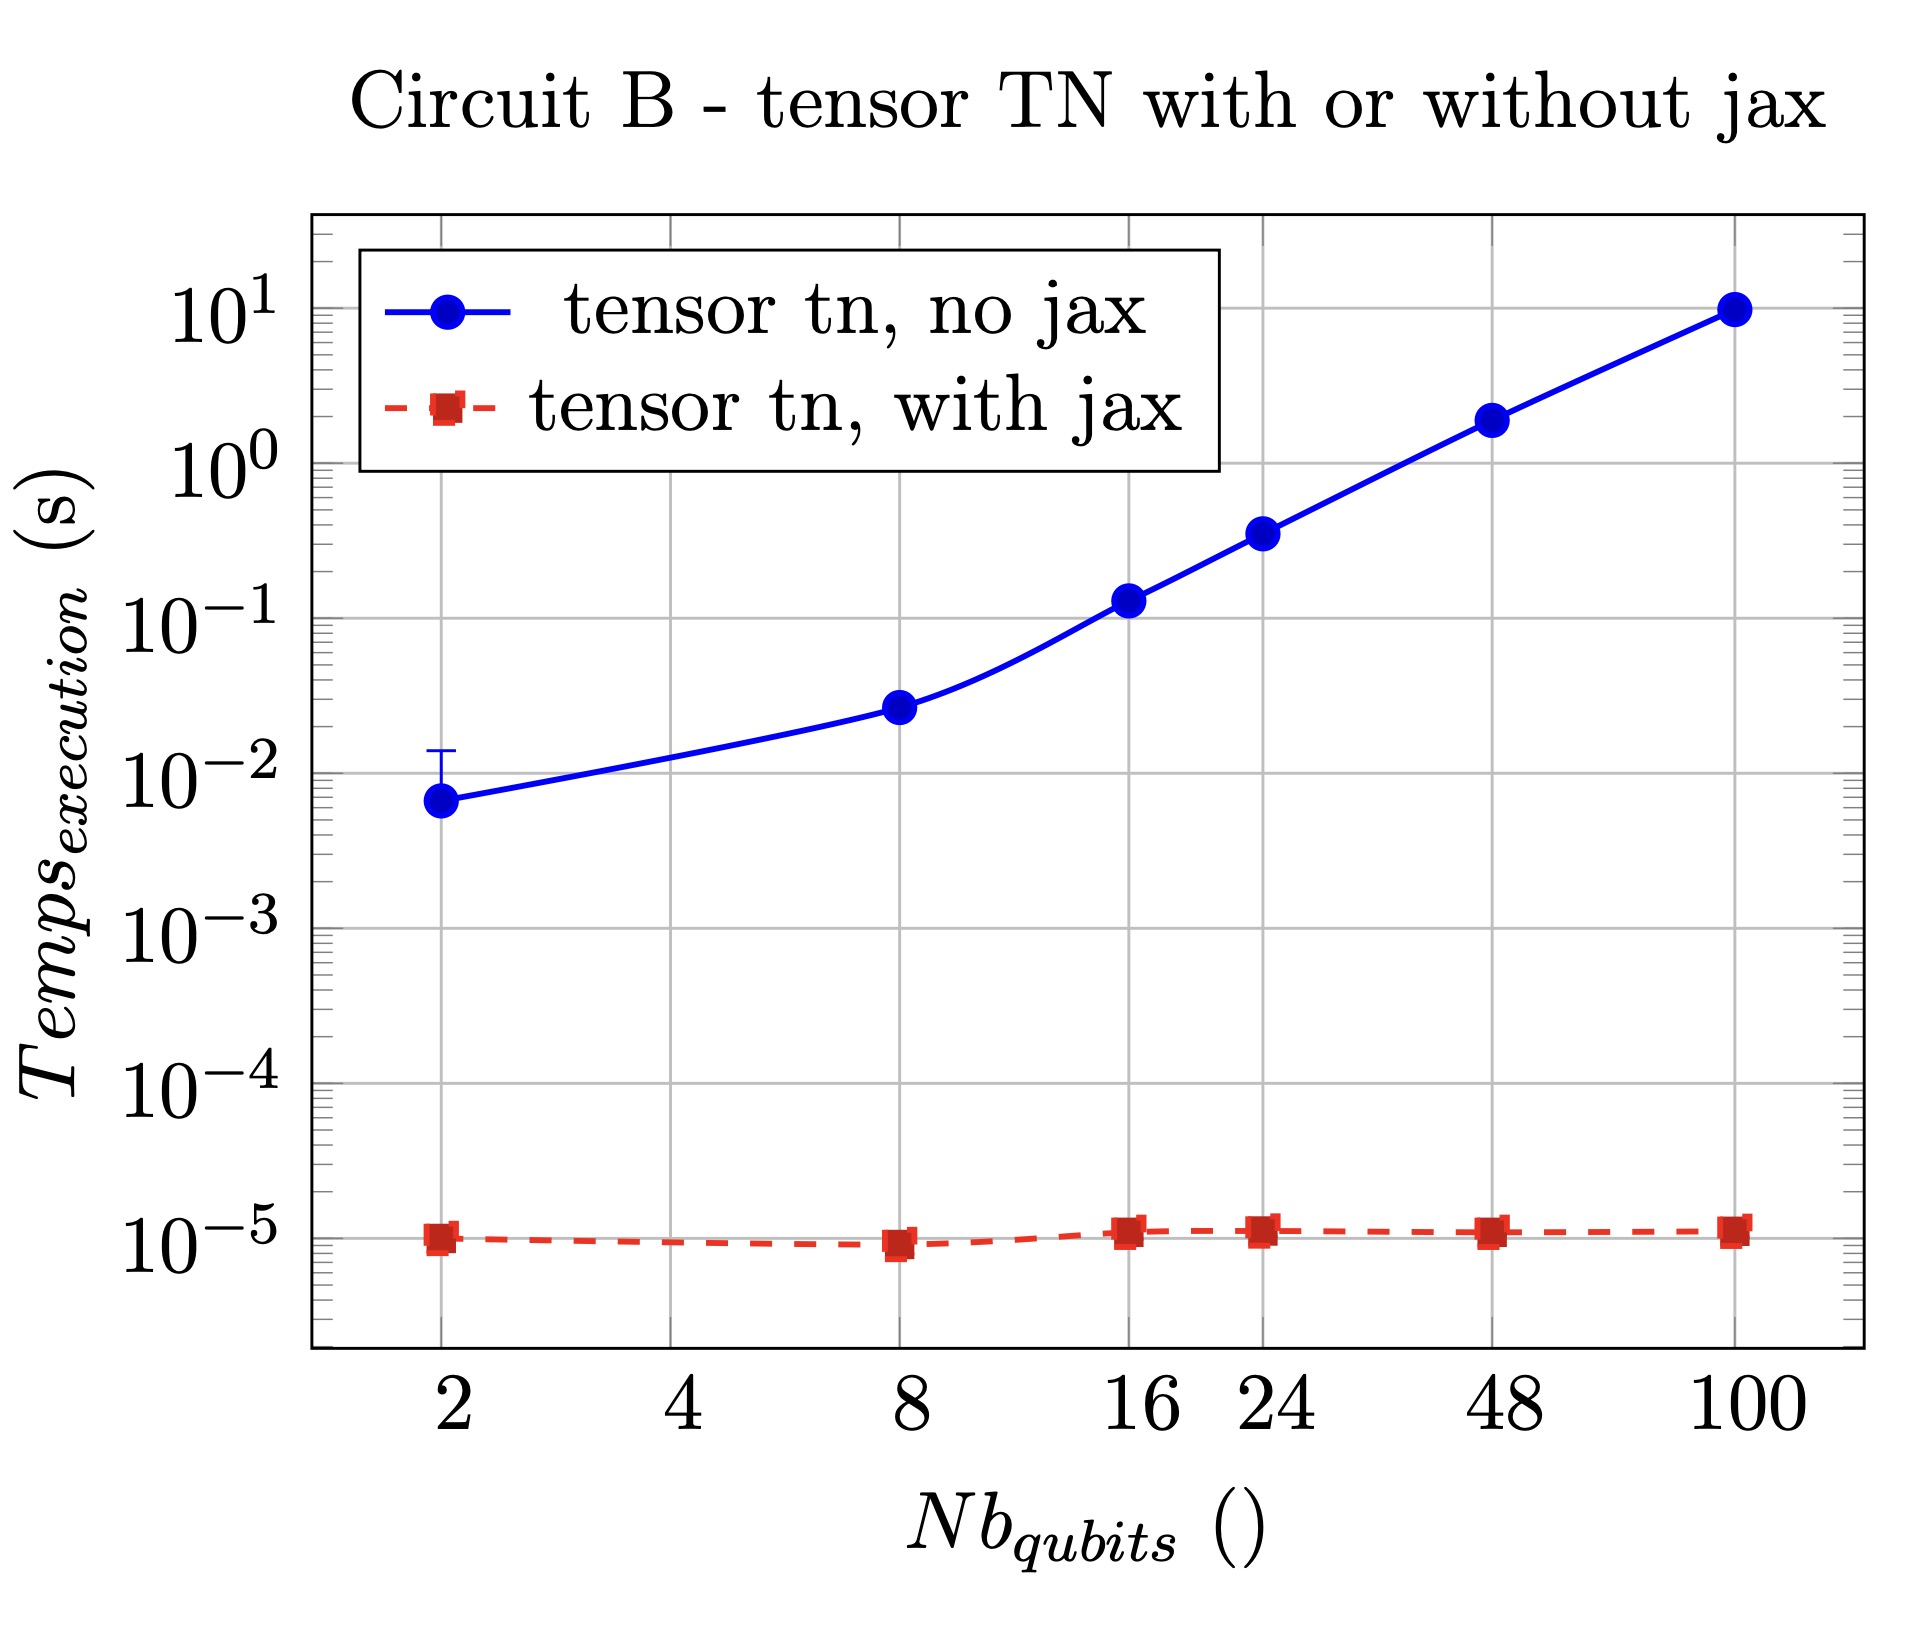 Circuit B - tensor TN with or without jax
tensor tn, no jax
tensor tn, with jax
10^1
10^0
10^−1
10^−2
10^−3
10^−4
10^−5
Temps_execution (s)
2 4 8 16 24 48 100
Nb_qubits ()